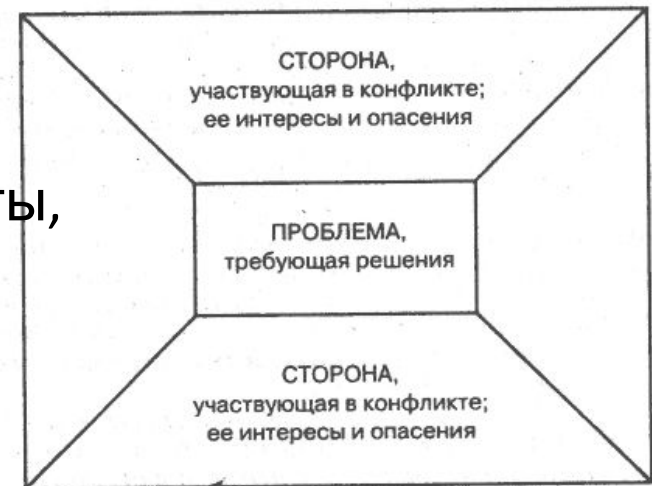 СТОРОНА,
участвующая в конфликте;
ее интересы и опасения
ты,
ПРОБЛЕМА,
требующая решения
СТОРОНА,
участвующая в конфликте;
ее интересы и опасения